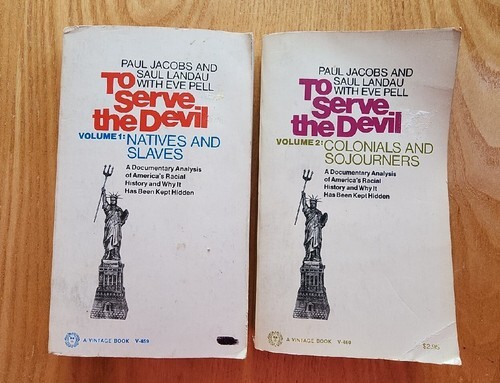 PAUL JACOBS AND
SAUL LANDAU
WITH EVE PELL
To
Serve
the Devil
VOLUME 1: NATIVES AND
SLAVES
A Documentary Analysis
of America's Racial
History and Why It
Has Been Kept Hidden
A VINTAGE BOOK V-459
PAUL JACOBS AND
SAUL LANDAU
WITH EVE PELL
To
Serve
the Devil
VOLUME 2: COLONIALS AND
SOJOURNERS
A Documentary Analysis
of America's Racial
History and Why It
Has Been Kept Hidden
A VINTAGE BOOK
$2.95